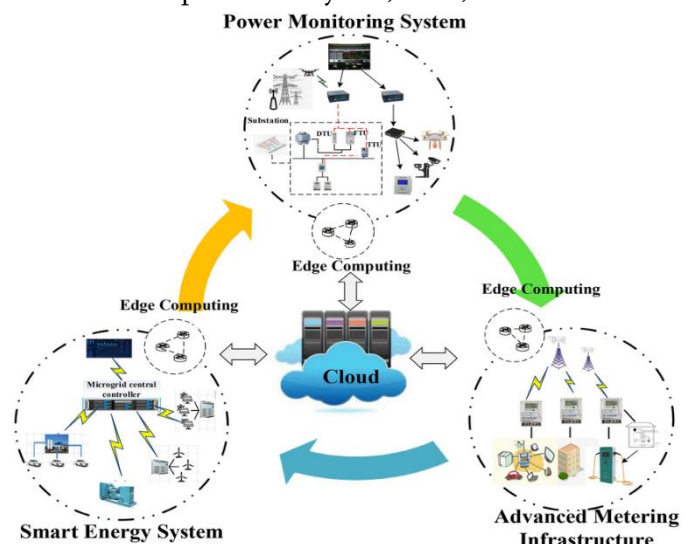 Power Monitoring System
Substation
DTU
FTU
TTU
Edge Computing
Edge Computing
Edge Computing
Cloud
Microgrid central
controller
Smart Energy System
Advanced Metering
Infrastructure